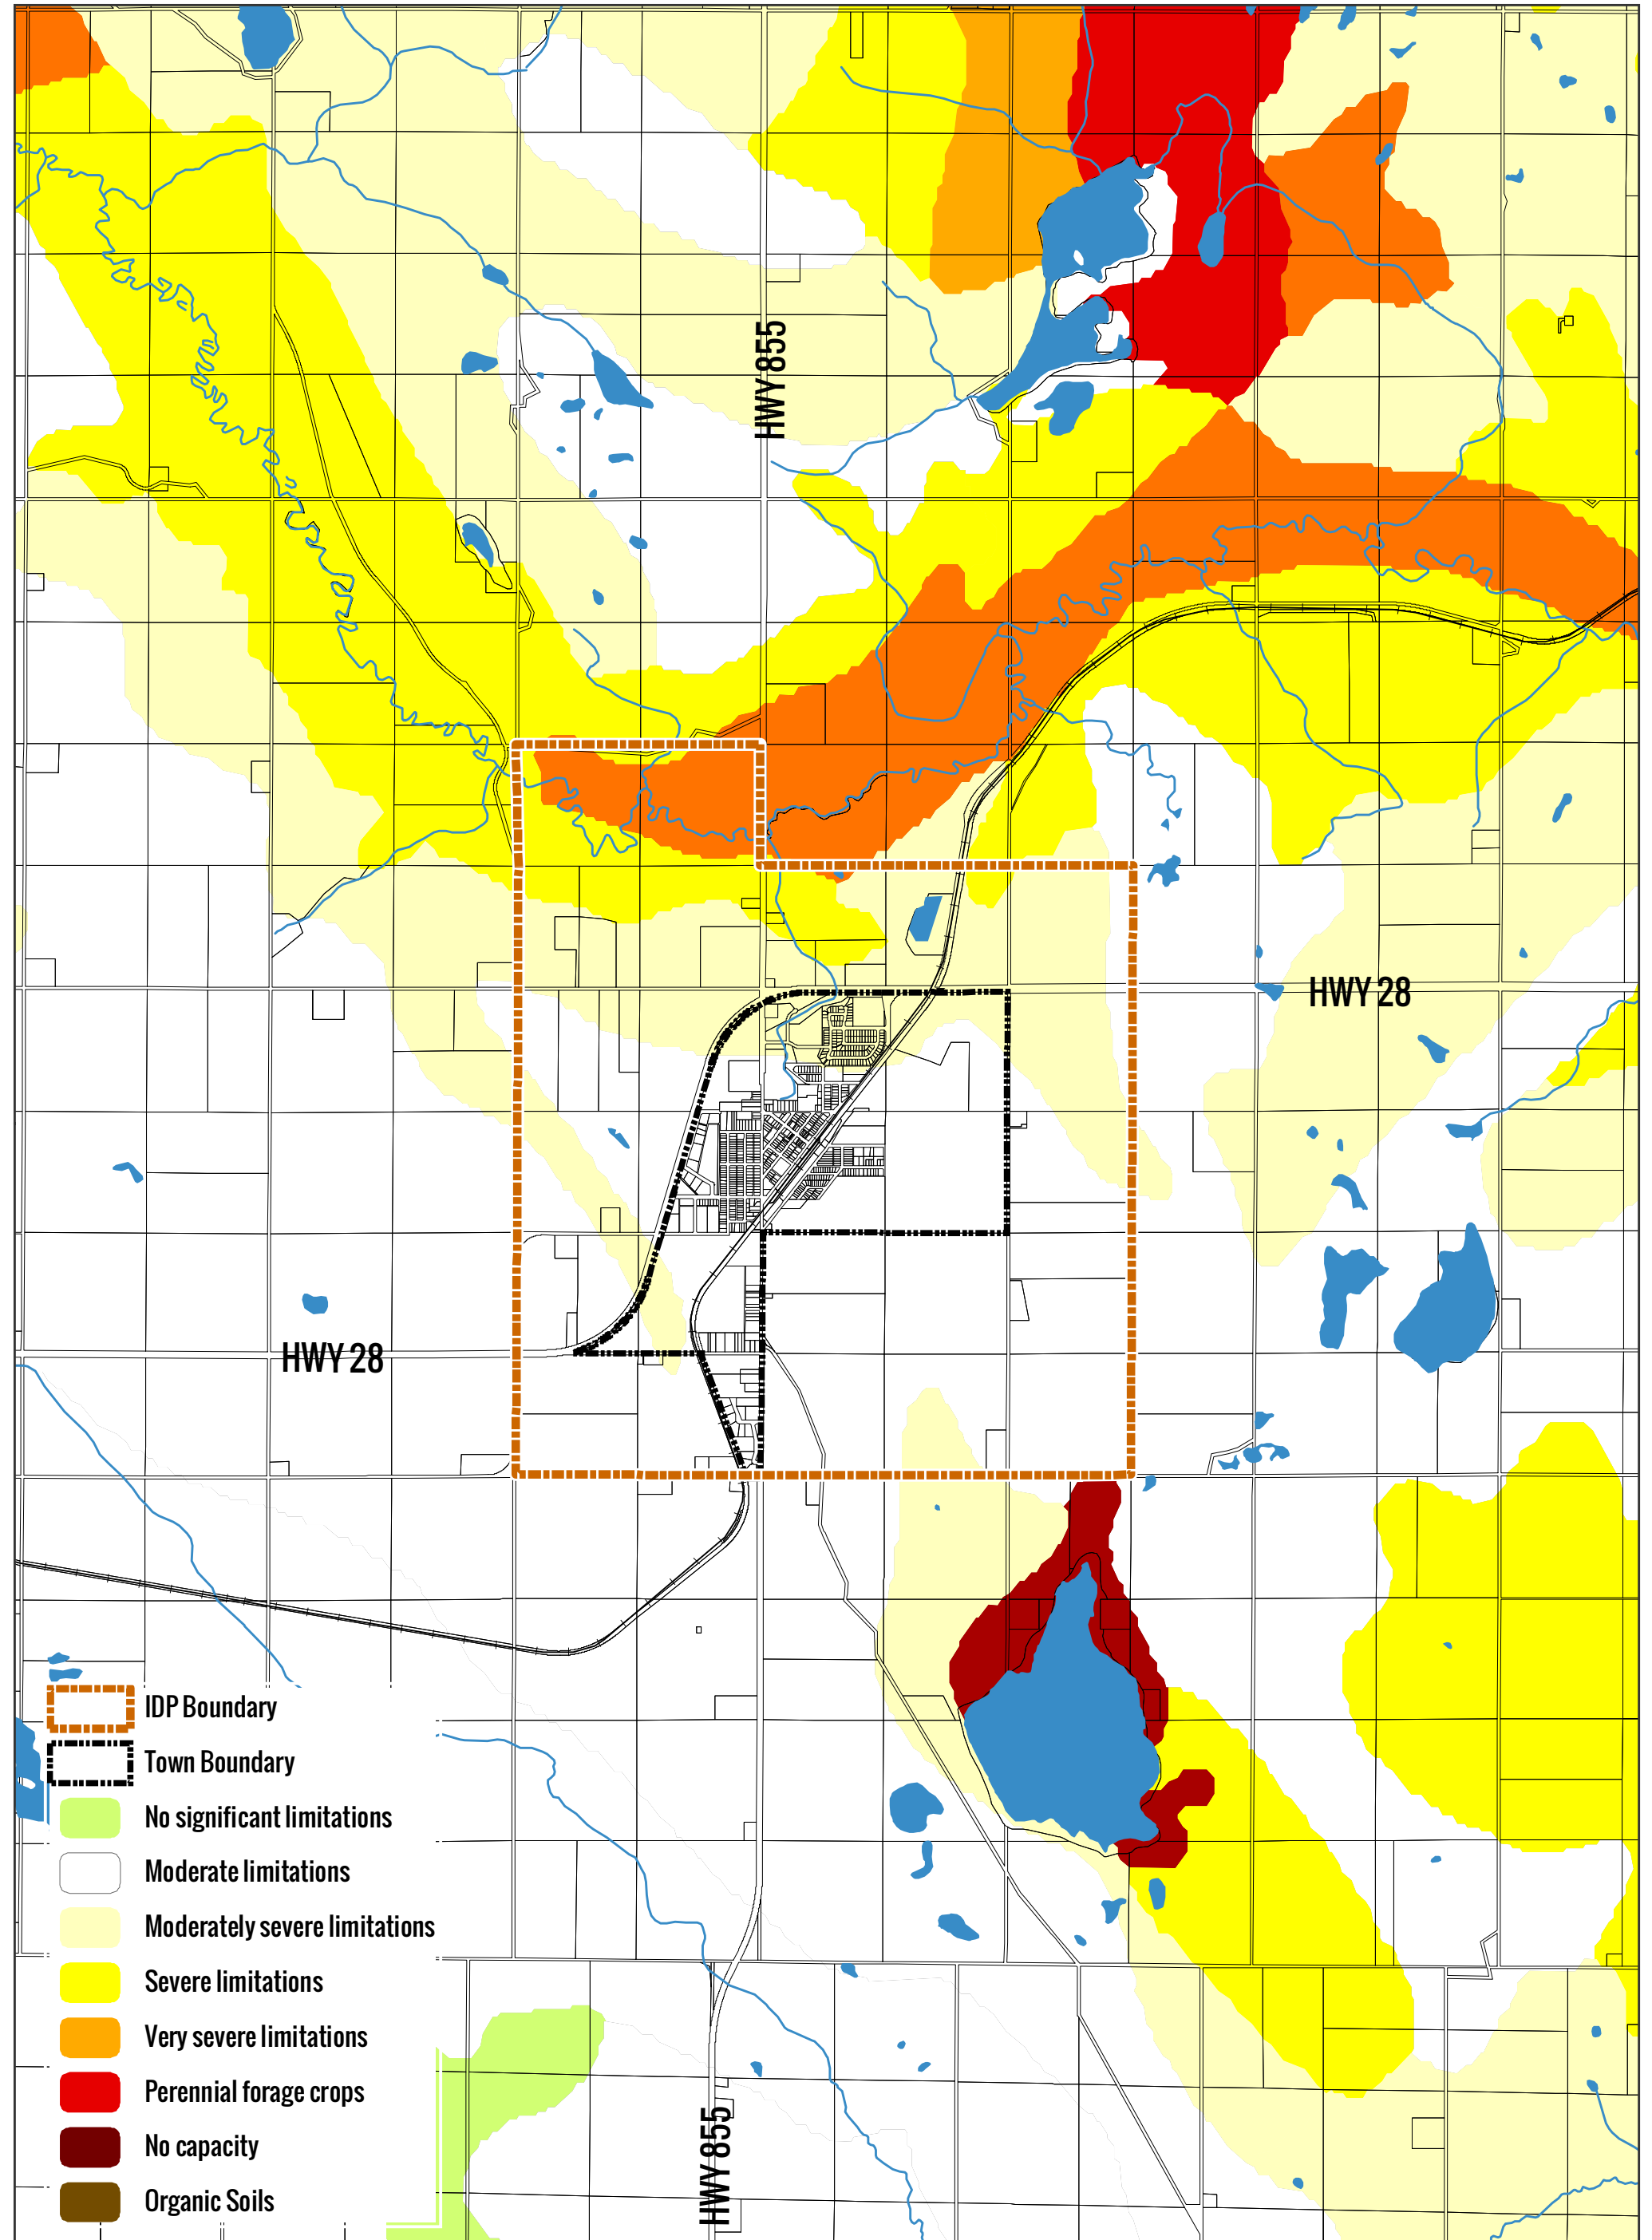 HWY 855
HWY 28
HWY 28
IDP Boundary
Town Boundary
No significant limitations
Moderate limitations
Moderately severe limitations
Severe limitations
Very severe limitations
Perennial forage crops
No capacity
Organic Soils
HWY 855